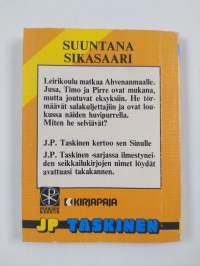 SUUNTANA
SIKASAARI
Leirikoulu matkaa Ahvenanmaalle.
Jusa, Timo ja Pirre ovat mukana,
mutta joutuvat eksyksiin. He tör-
määvät salakuljettajiin ja ovat lou-
kussa näiden huvipurrella.
Miten he selviävät?
J.P. Taskinen kertoo sen Sinulle
J.P. Taskinen -sarjassa ilmestynei-
den seikkailukirjojen nimet löydät
avattuasi takakannen.
KIRJAPAJA
JP TASKINEN